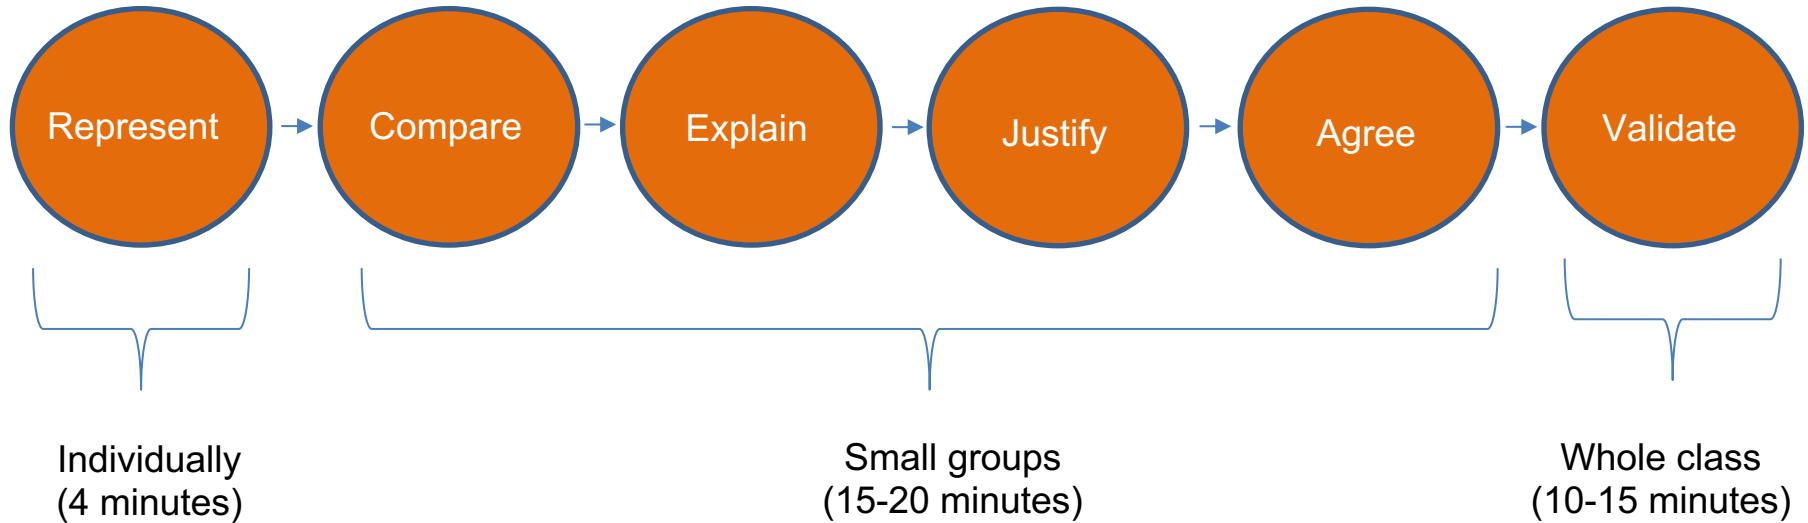 Represent
Compare
Explain
Justify
Agree
Validate
Individually
(4 minutes)
Small groups
(15-20 minutes)
Whole class
(10-15 minutes)